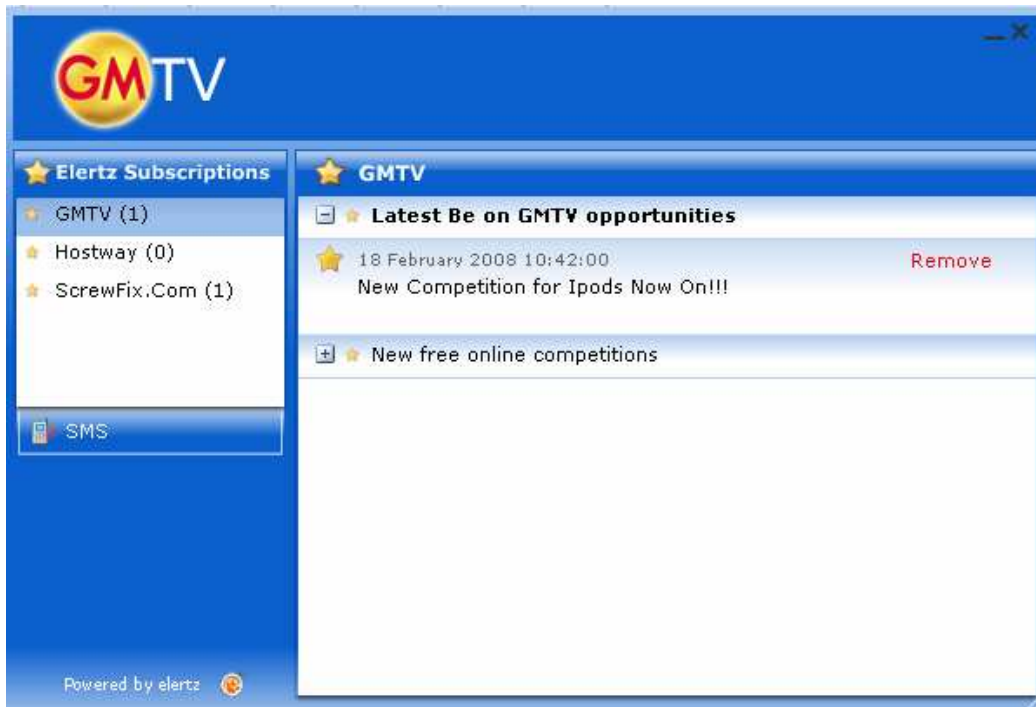 GMTV
Elertz Subscriptions
GMTV (1)
Hostway (0)
ScrewFix.Com (1)
SMS
Powered by elertz
GMTV
Latest Be on GMTV opportunities
18 February 2008 10:42:00
Remove
New Competition for Ipods Now On!!!
New free online competitions